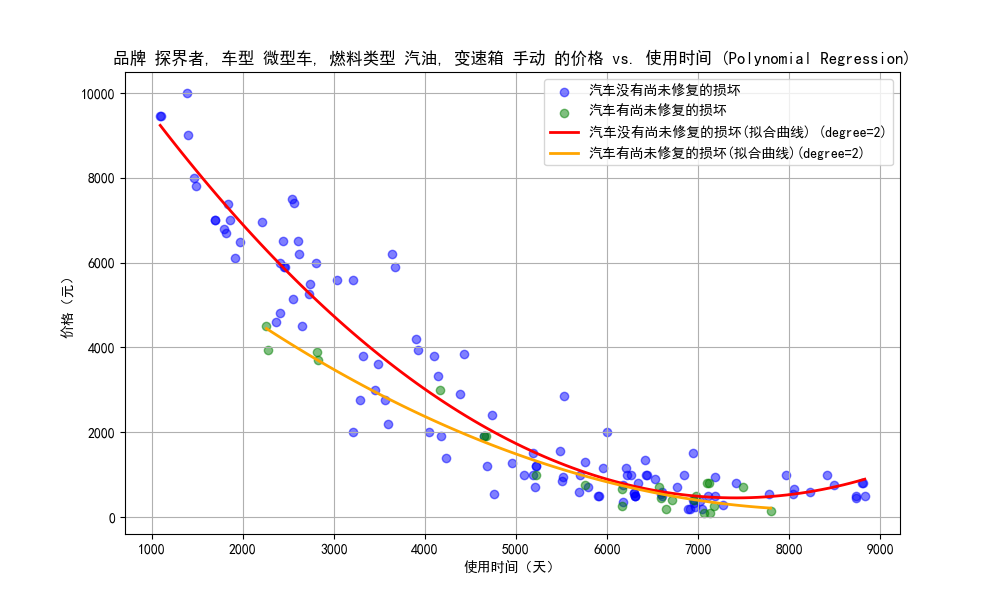 品牌 探界者, 车型 微型车, 燃料类型 汽油, 变速箱 手动 的价格 vs. 使用时间 (Polynomial Regression)
汽车没有尚未修复的损坏
汽车有尚未修复的损坏
汽车没有尚未修复的损坏(拟合曲线) (degree=2)
汽车有尚未修复的损坏(拟合曲线)(degree=2)
10000
8000
6000
4000
2000
0
价格（元）
1000 2000 3000 4000 5000 6000 7000 8000 9000
使用时间（天）